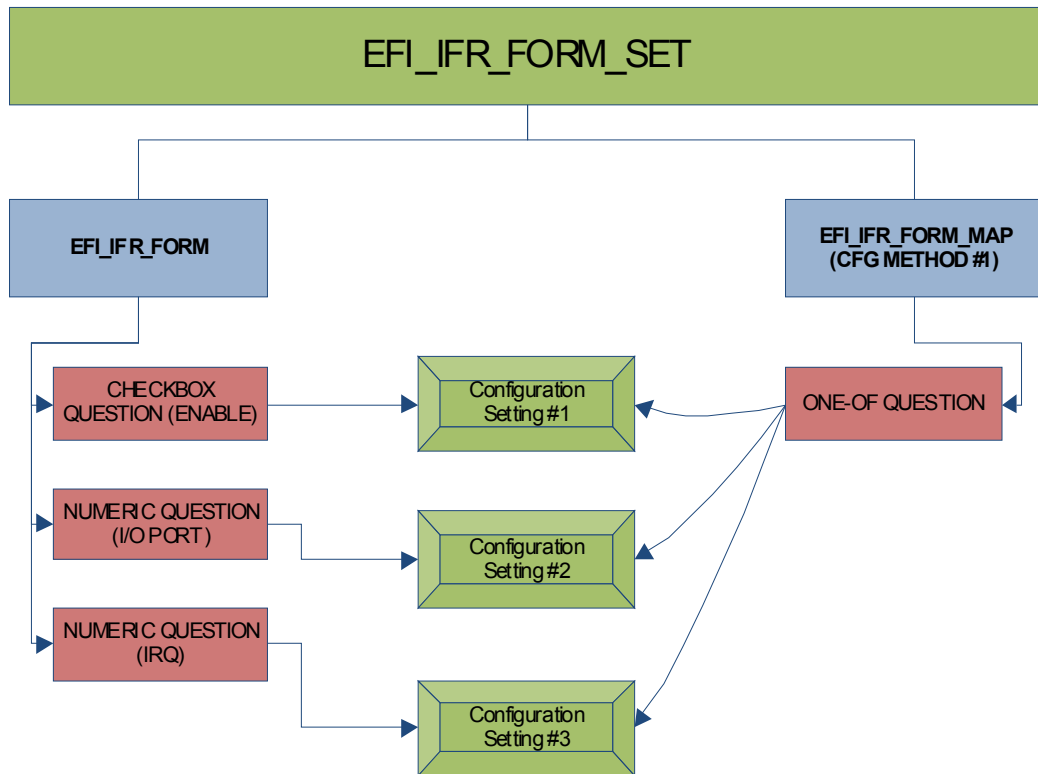 EFI_IFR_FORM_SET
EFI_IFR_FORM
EFI_IFR_FORM_MAP
(CFG METHOD #1)
CHECKBOX
QUESTION (ENABLE)
Configuration
Setting #1
ONE-OF QUESTION
NUMERIC QUESTION
(I/O PORT)
Configuration
Setting #2
NUMERIC QUESTION
(IRQ)
Configuration
Setting #3